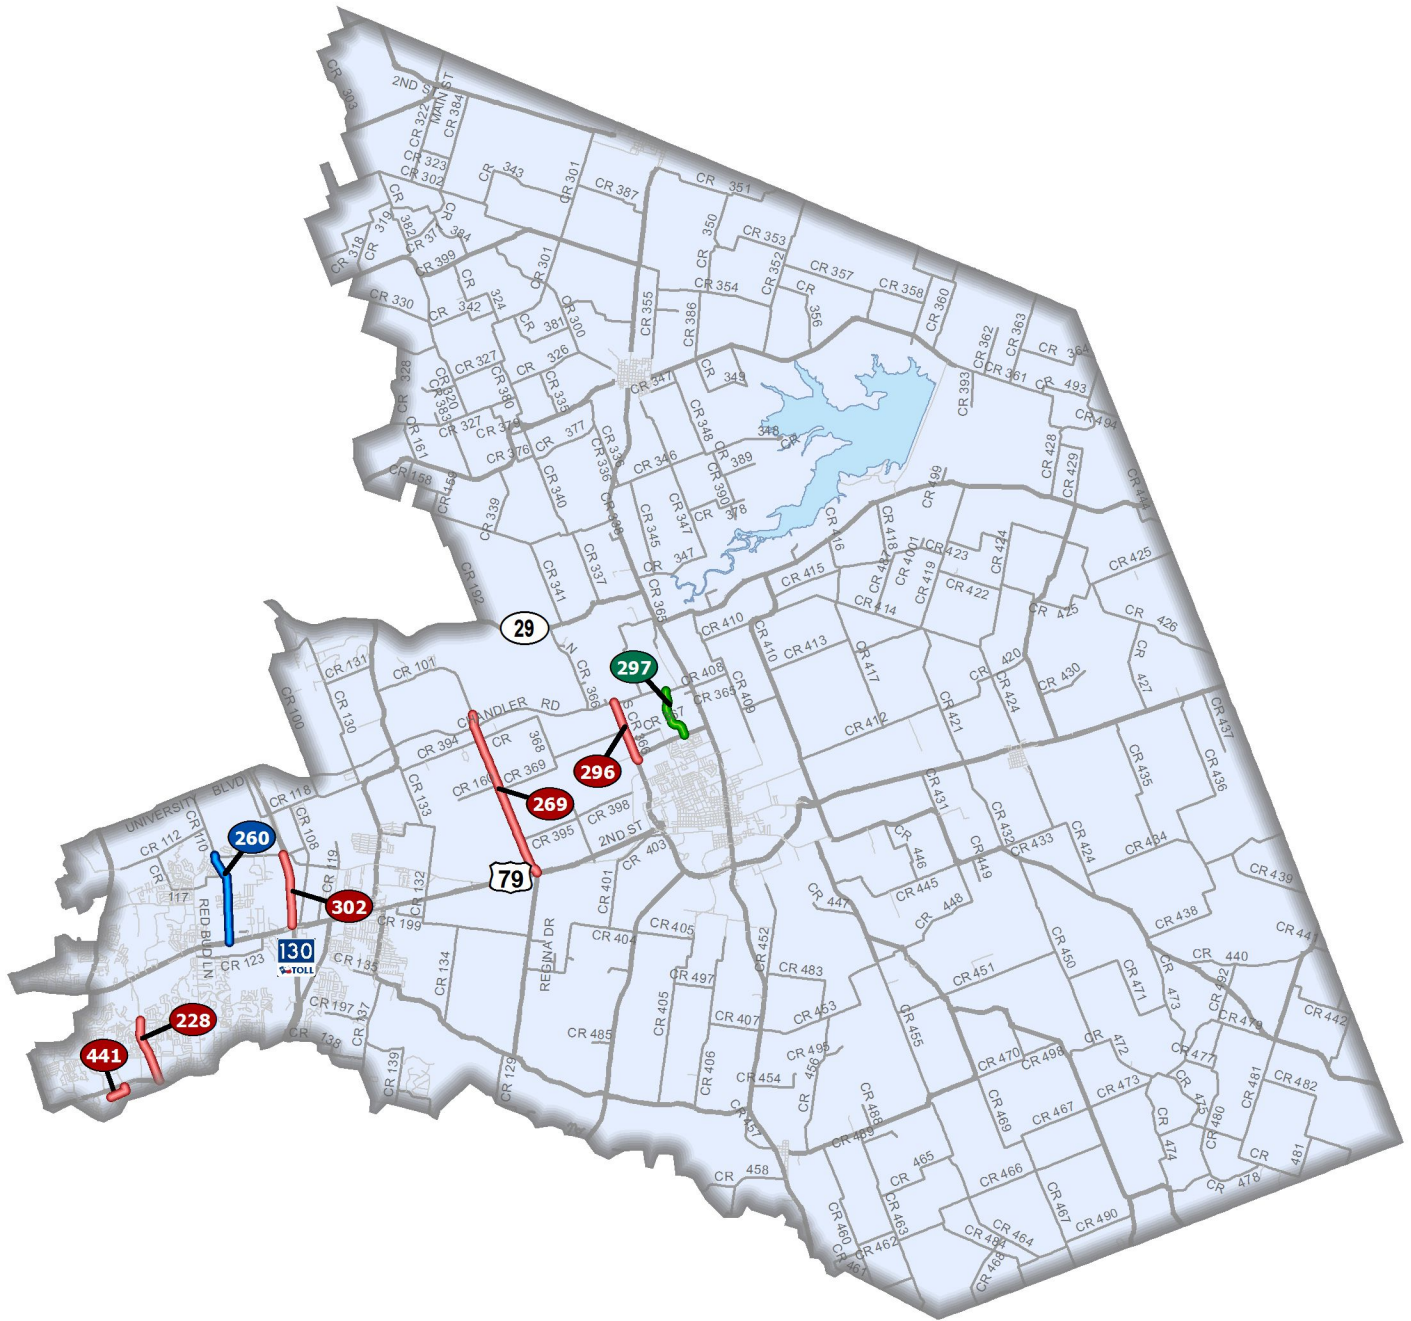 CR 303
2ND ST
MAIN ST
CR 322
CR 384
CR 323
CR 302
CR 343
CR 301
CR 387
CR 351
CR 382
CR 319
CR 318
CR 311
CR 384
CR 399
CR 350
CR 353
CR 352
CR 357
CR 358
CR 360
CR 330
CR 342
CR 324
CR 301
CR 300
CR 381
CR 355
CR 354
CR 386
CR 356
CR 362
CR 363
CR 364
CR 361
CR 493
CR 494
CR 393
CR 328
CR 327
CR 326
CR 320
CR 383
CR 380
CR 335
CR 347
CR 349
CR 327
CR 379
CR 377
CR 376
CR 161
CR 158
CR 159
CR 336
CR 336
CR 338
CR 346
CR 348
CR 348
CR 389
CR 390
CR 378
CR 339
CR 340
CR 345
CR 347
CR 347
CR 337
CR 341
CR 192
CR 365
CR 428
CR 429
CR 444
CR 499
CR 416
CR 418
CR 4001
CR 487
CR 423
CR 424
CR 419
CR 422
CR 415
CR 414
CR 425
CR 425
CR 426
CR 427
CR 410
CR 410
CR 413
CR 417
CR 420
CR 430
CR 421
CR 424
CR 412
29
N CR 366
297
CR 408
CR 365
CR 409
CR 367
S CR 366
296
CR 131
CR 101
CR 100
CR 130
CHANDLER RD
CR 394
CR 368
CR 369
CR 160
269
CR 398
CR 395
2ND ST
CR 403
79
UNIVERSITY BLVD
CR 118
CR 133
CR 112
CR 110
CR 108
260
CR 119
CR 117
302
CR 132
CR 199
RED BUD LN
CR 123
130
TOLL
CR 135
CR 134
CR 197
CR 137
CR 138
CR 139
CR 129
REGINA DR
CR 401
CR 404
CR 405
CR 405
CR 497
CR 407
CR 406
CR 485
228
441
CR 437
CR 435
CR 436
CR 431
CR 432
CR 433
CR 424
CR 434
CR 446
CR 449
CR 445
CR 448
CR 447
CR 439
CR 438
CR 441
CR 440
CR 452
CR 483
CR 451
CR 450
CR 471
CR 473
CR 492
CR 479
CR 442
CR 453
CR 455
CR 495
CR 456
CR 454
CR 457
CR 458
CR 470
CR 498
CR 472
CR 477
CR 473
CR 475
CR 481
CR 482
CR 480
CR 474
CR 481
CR 478
CR 488
CR 489
CR 469
CR 467
CR 465
CR 466
CR 467
CR 463
CR 460
CR 462
CR 461
CR 464
CR 484
CR 468
CR 490